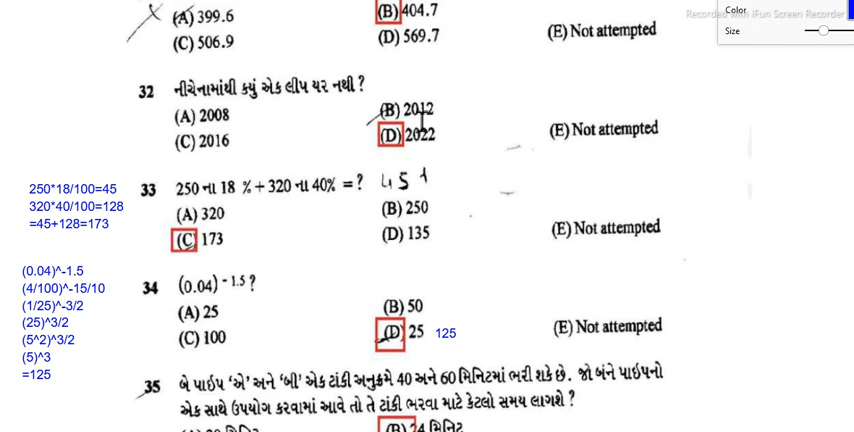 Color
Recorded with iFun Screen Recorder
Size
(A) 399.6
(B) 404.7
(C) 506.9
(D) 569.7
(E) Not attempted
32 નીચેનામાંથી કયું એક લીપ યર નથી ?
(A) 2008
(B) 2012
(C) 2016
(D) 2022
(E) Not attempted
250*18/100=45
320*40/100=128
=45+128=173
33 250 ના 18 % + 320 ના 40% = ? 45 1
(A) 320
(B) 250
(C) 173
(D) 135
(E) Not attempted
(0.04)^-1.5
(4/100)^-15/10
(1/25)^-3/2
(25)^3/2
(5^2)^3/2
(5)^3
=125
34 (0.04) - 1.5 ?
(A) 25
(B) 50
(C) 100
(D) 25 125
(E) Not attempted
35 બે પાઇપ 'એ' અને 'બી' એક ટાંકી અનુક્રમે 40 અને 60 મિનિટમાં ભરી શકે છે. જો બંને પાઇપનો
એક સાથે ઉપયોગ કરવામાં આવે તો તે ટાંકી ભરવા માટે કેટલો સમય લાગશે ?
(B) 24 મિનિટ